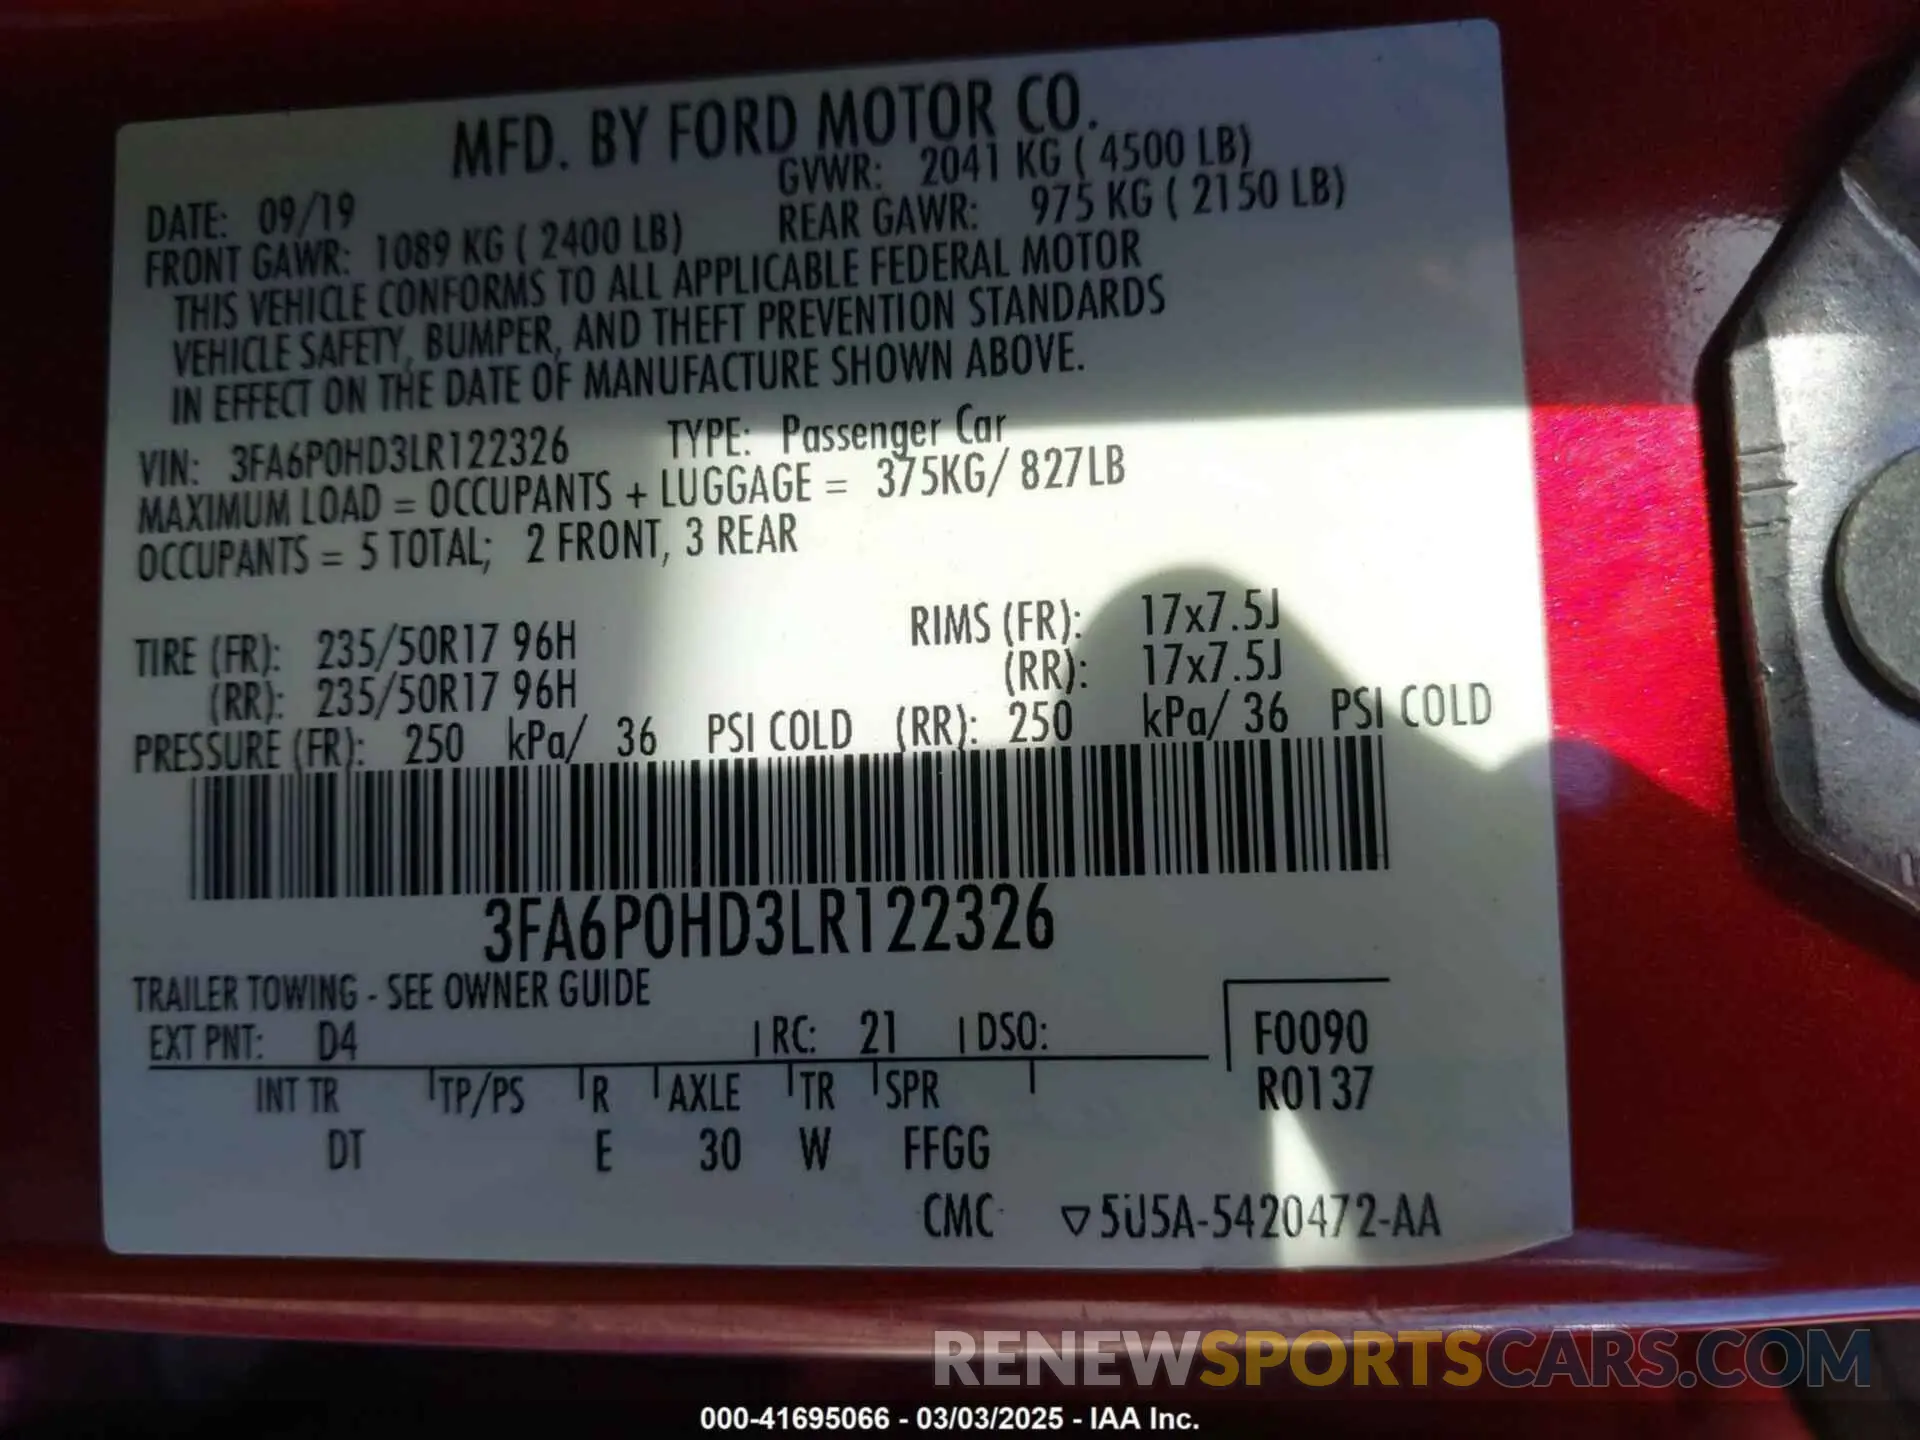 MFD. BY FORD MOTOR CO.
DATE: 09/19 GVWR: 2041 KG ( 4500 LB)
FRONT GAWR: 1089 KG ( 2400 LB) REAR GAWR: 975 KG ( 2150 LB)
THIS VEHICLE CONFORMS TO ALL APPLICABLE FEDERAL MOTOR
VEHICLE SAFETY, BUMPER, AND THEFT PREVENTION STANDARDS
IN EFFECT ON THE DATE OF MANUFACTURE SHOWN ABOVE.
VIN: 3FA6P0HD3LR122326 TYPE: Passenger Car
MAXIMUM LOAD = OCCUPANTS + LUGGAGE = 375KG/ 827LB
OCCUPANTS = 5 TOTAL; 2 FRONT, 3 REAR
TIRE (FR): 235/50R17 96H RIMS (FR): 17x7.5J
(RR): 235/50R17 96H (RR): 17x7.5J
PRESSURE (FR): 250 kPa/ 36 PSI COLD (RR): 250 kPa/ 36 PSI COLD
3FA6P0HD3LR122326
TRAILER TOWING - SEE OWNER GUIDE
EXT PNT: D4 | RC: 21 | DSO: F0090
INT TR | TP/PS | R | AXLE | TR | SPR | R0137
DT E 30 W FFGG
CMC ▽5U5A-5420472-AA
RENEWSPORTSCARS.COM
000-41695066 - 03/03/2025 - IAA Inc.